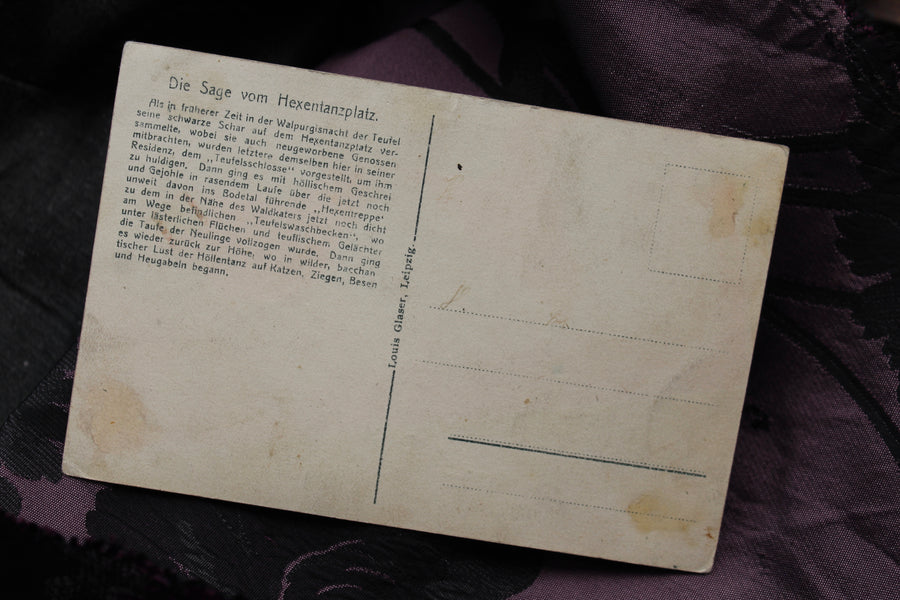 Die Sage vom Hexentanzplatz.
Als in früherer Zeit in der Walpurgisnacht der Teufel
seine schwarze Schar auf dem Hexentanzplatz ver-
sammelte, wobei sie auch neugeworbene Genossen
mitbrachten, wurden letztere demselben hier in seiner
Residenz, dem „Teufelsschlosse“ vorgestellt, um ihm
zu huldigen. Dann ging es mit höllischem Geschrei
und Gejohle in rasendem Laufe über die jetzt noch
unweit davon ins Bodetal führende „Hexentreppe“
zu dem in der Nähe des Waldkaters jetzt noch dicht
am Wege befindlichen „Teufelswaschbecken“, wo
unter lästerlichen Flüchen und teuflischem Gelächter
die Taufe der Neulinge vollzogen wurde. Dann ging
es wieder zurück zur Höhe, wo in wilder, bacchan-
tischer Lust der Höllentanz auf Katzen, Ziegen, Besen
und Heugabeln begann.
Louis Glaser, Leipzig.